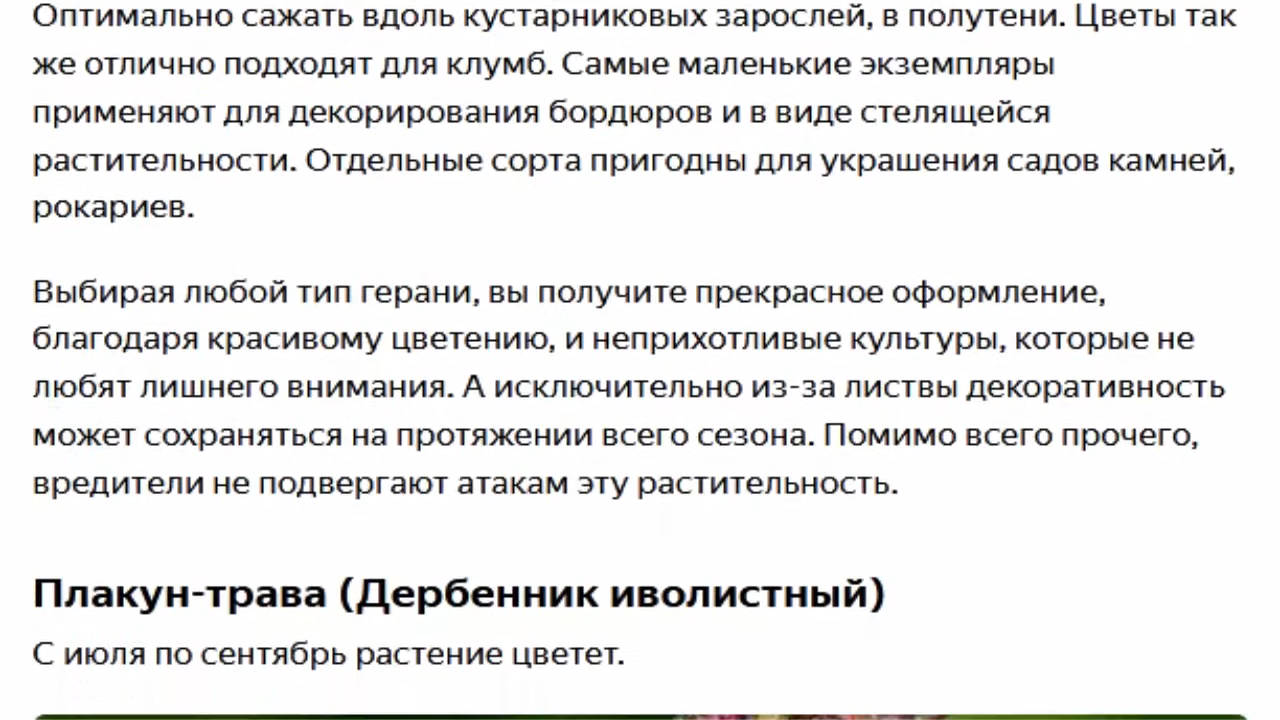 Оптимально сажать вдоль кустарниковых зарослей, в полутени. Цветы так
же отлично подходят для клумб. Самые маленькие экземпляры
применяют для декорирования бордюров и в виде стелящейся
растительности. Отдельные сорта пригодны для украшения садов камней,
рокариев.
Выбирая любой тип герани, вы получите прекрасное оформление,
благодаря красивому цветению, и неприхотливые культуры, которые не
любят лишнего внимания. А исключительно из-за листвы декоративность
может сохраняться на протяжении всего сезона. Помимо всего прочего,
вредители не подвергают атакам эту растительность.
Плакун-трава (Дербенник иволистный)
С июля по сентябрь растение цветет.